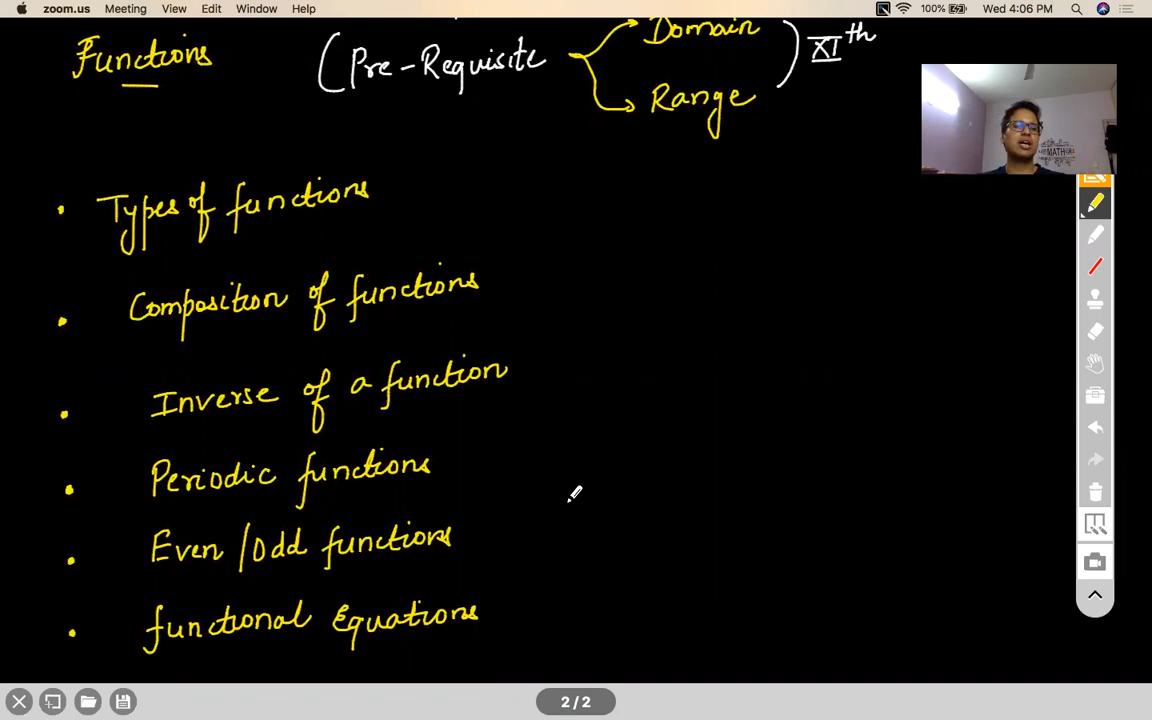 zoom.us Meeting View Edit Window Help 100% Wed 4:06 PM
Functions (Pre-Requisite Domain Range) XIth
MATH
• Types of functions
• Composition of functions
• Inverse of a function
• Periodic functions
• Even/Odd functions
• functional Equations
2 / 2